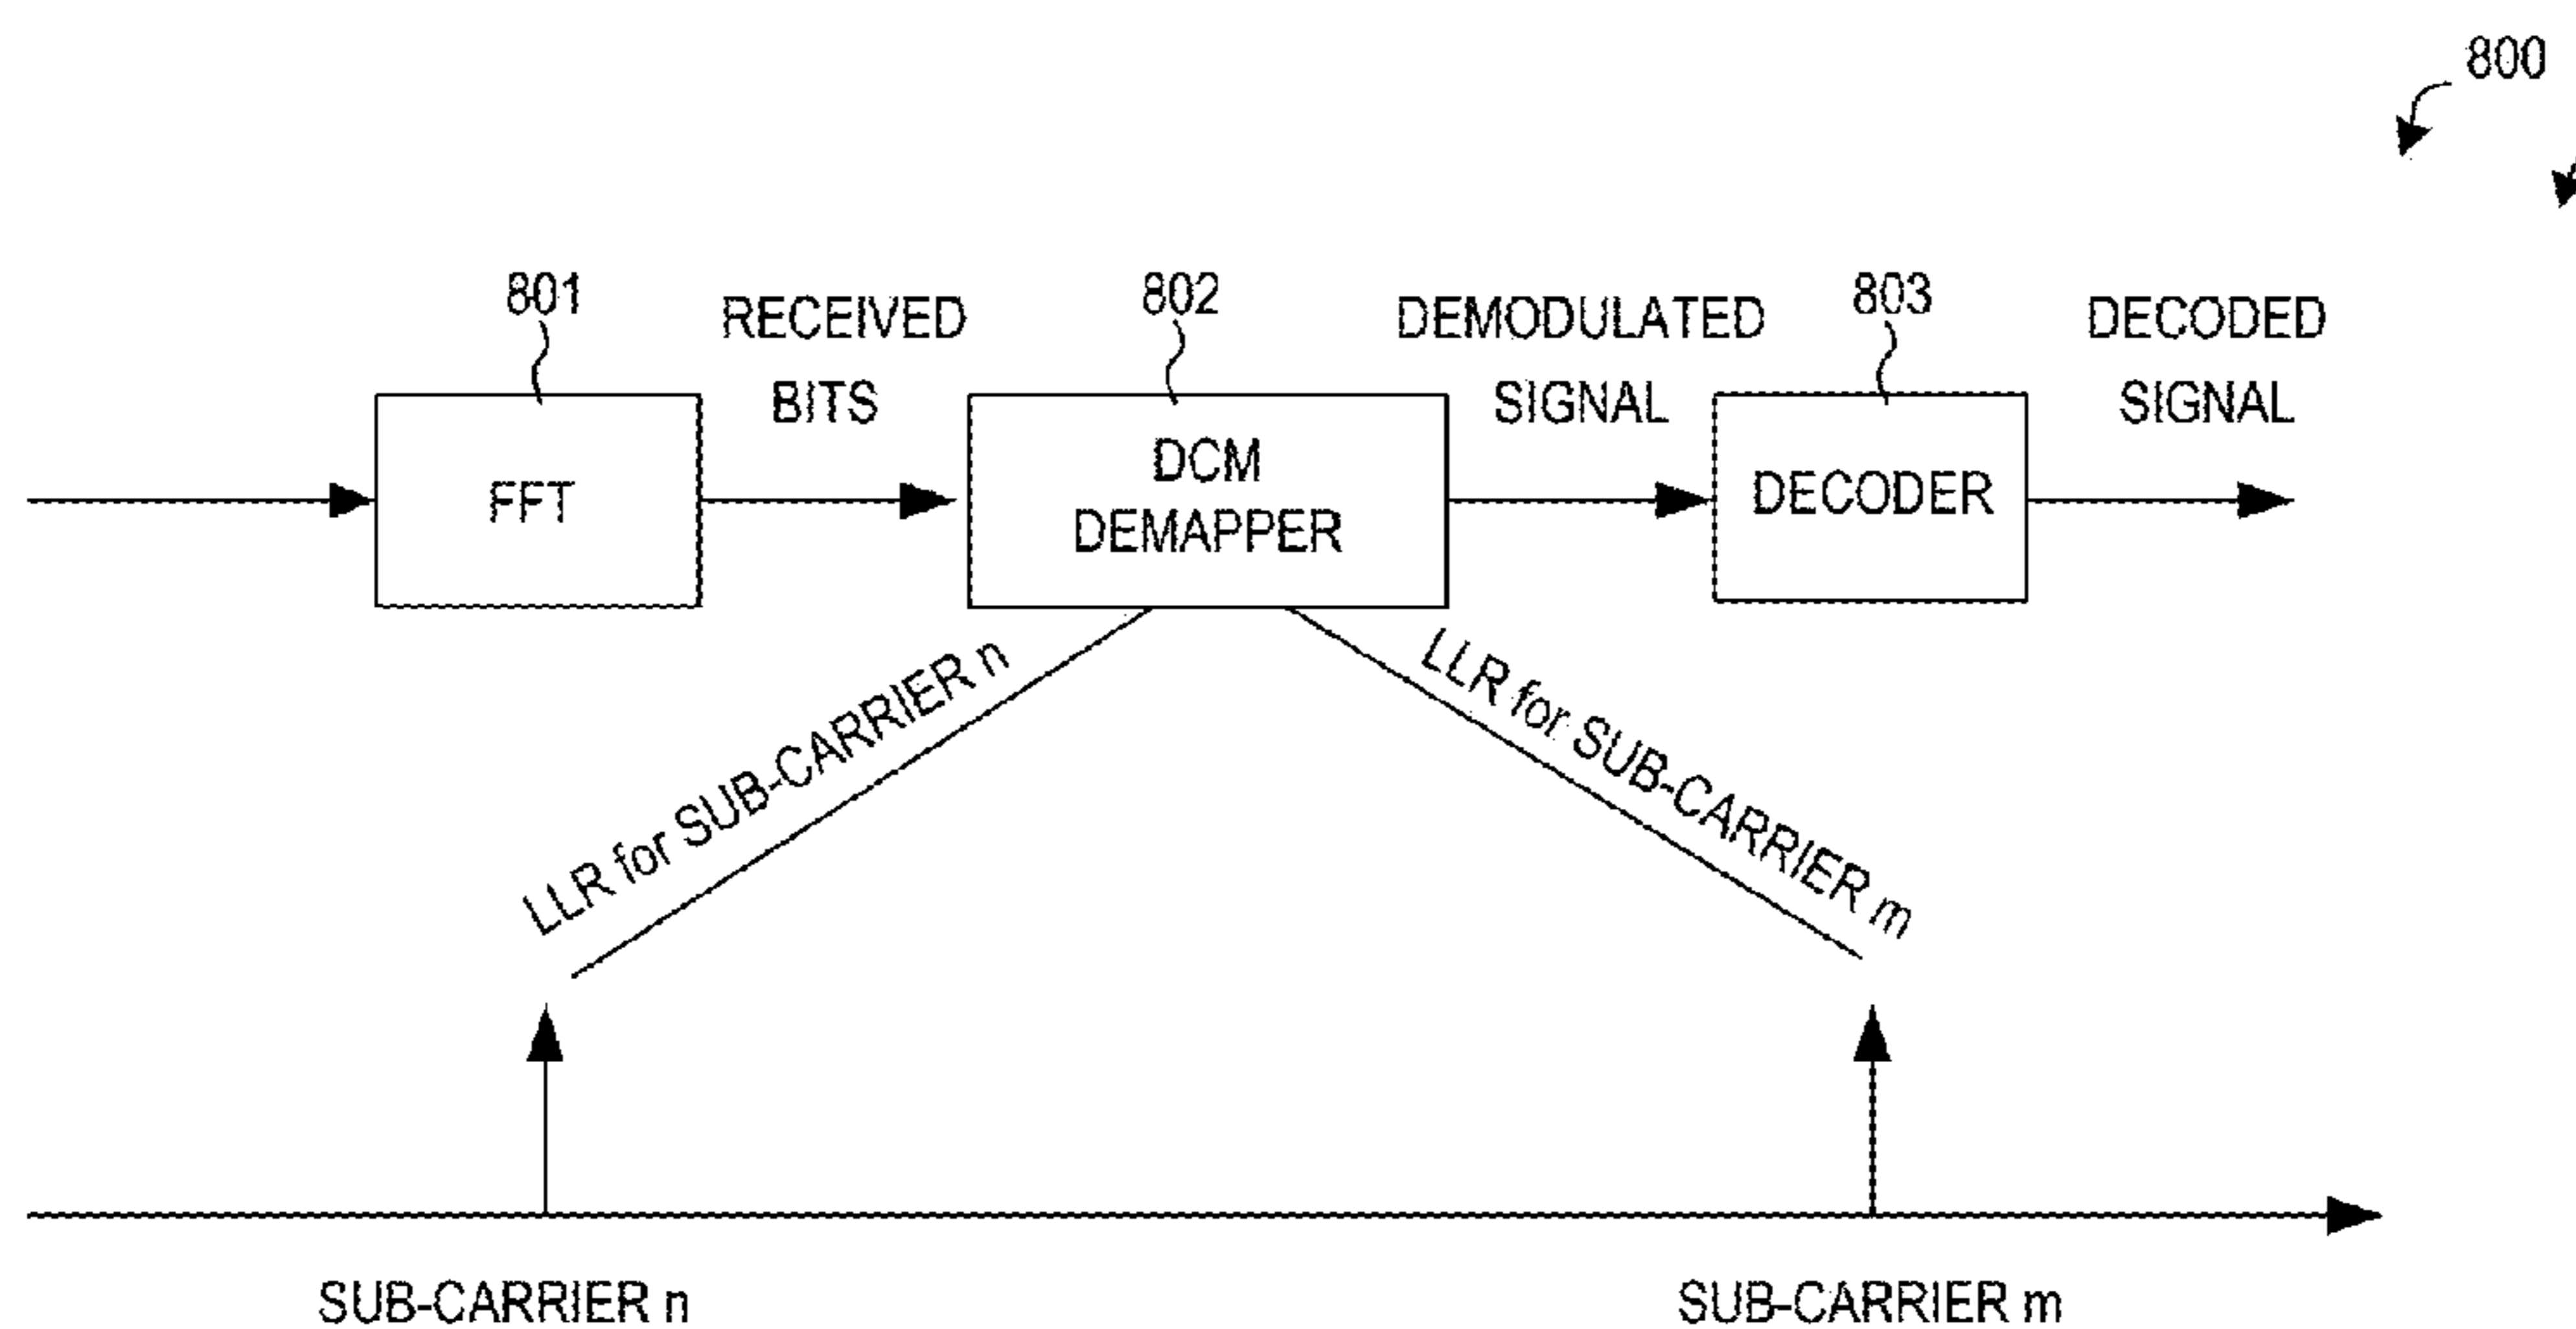 800
801
RECEIVED
BITS
802
DEMODULATED
SIGNAL
803
DECODED
SIGNAL
FFT
DCM
DEMAPPER
DECODER
LLR for SUB-CARRIER n
LLR for SUB-CARRIER m
SUB-CARRIER n
SUB-CARRIER m